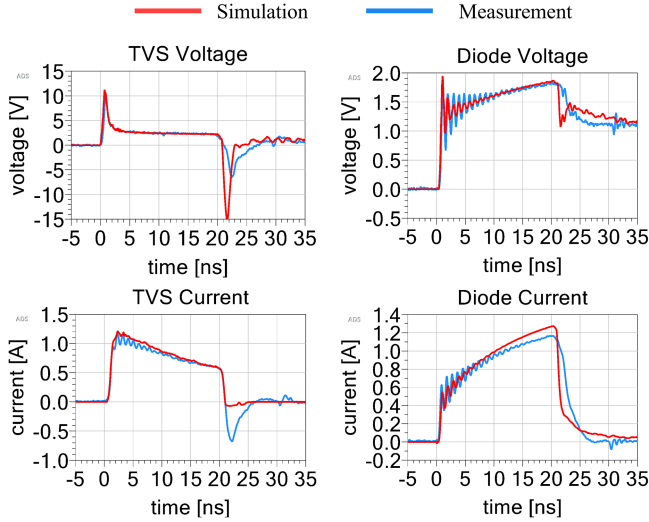 Simulation Measurement
TVS Voltage
ADS
voltage [V]
15
10
5
0
-5
-10
-15
-5 0 5 10 15 20 25 30 35
time [ns]
Diode Voltage
ADS
voltage [V]
2.0
1.5
1.0
0.5
0.0
-0.5
-5 0 5 10 15 20 25 30 35
time [ns]
TVS Current
ADS
current [A]
1.5
1.0
0.5
0.0
-0.5
-1.0
-5 0 5 10 15 20 25 30 35
time [ns]
Diode Current
ADS
current [A]
1.4
1.2
1.0
0.8
0.6
0.4
0.2
0.0
-0.2
-5 0 5 10 15 20 25 30 35
time [ns]